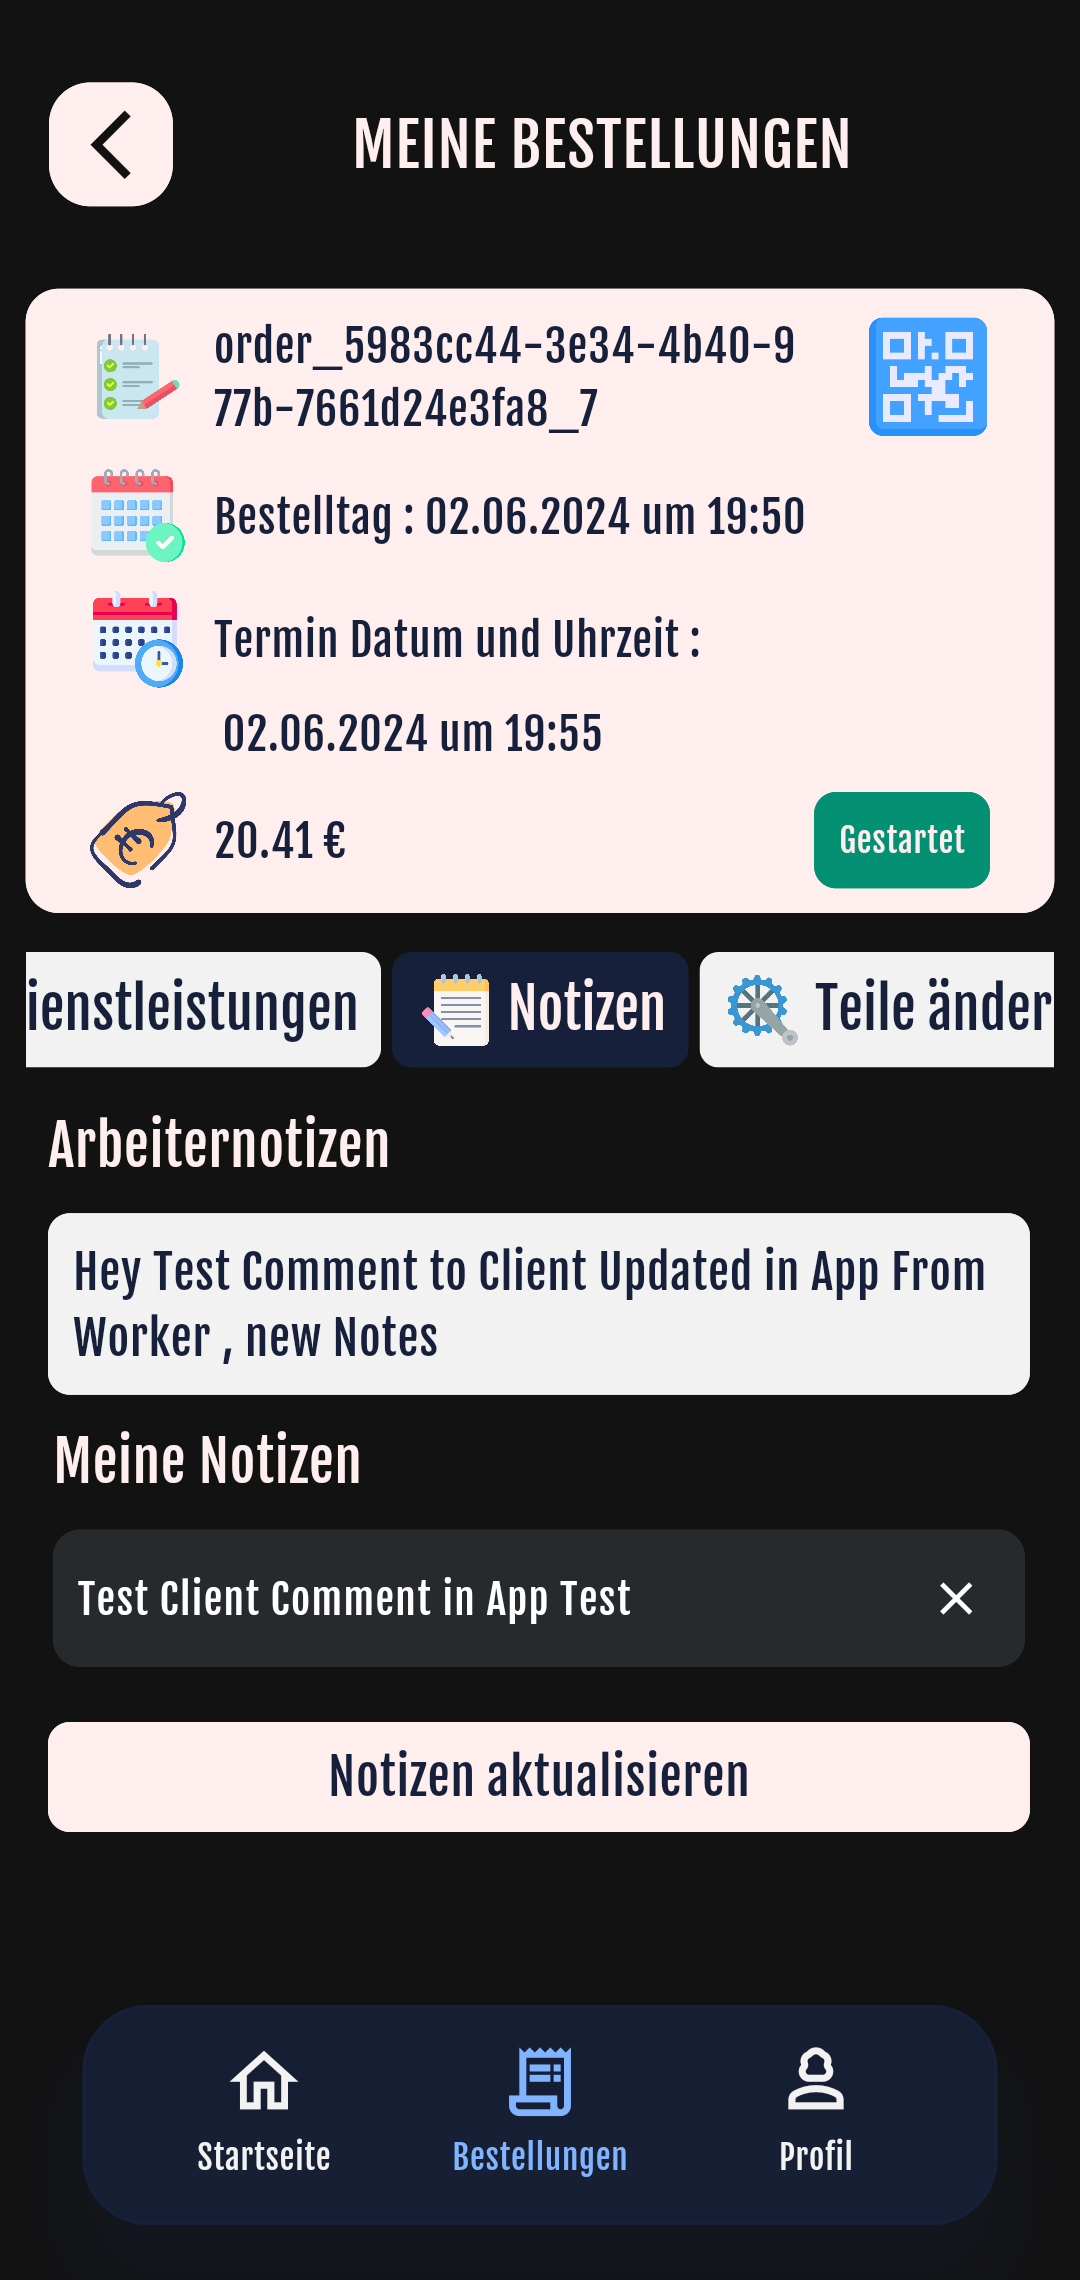 MEINE BESTELLUNGEN
order_5983cc44-3e34-4b40-9
77b-7661d24e3fa8_7
Bestelltag : 02.06.2024 um 19:50
Termin Datum und Uhrzeit :
02.06.2024 um 19:55
20.41 €
Gestartet
ienstleistungen
Notizen
Teile änder
Arbeiternotizen
Hey Test Comment to Client Updated in App From
Worker , new Notes
Meine Notizen
Test Client Comment in App Test
Notizen aktualisieren
Startseite
Bestellungen
Profil